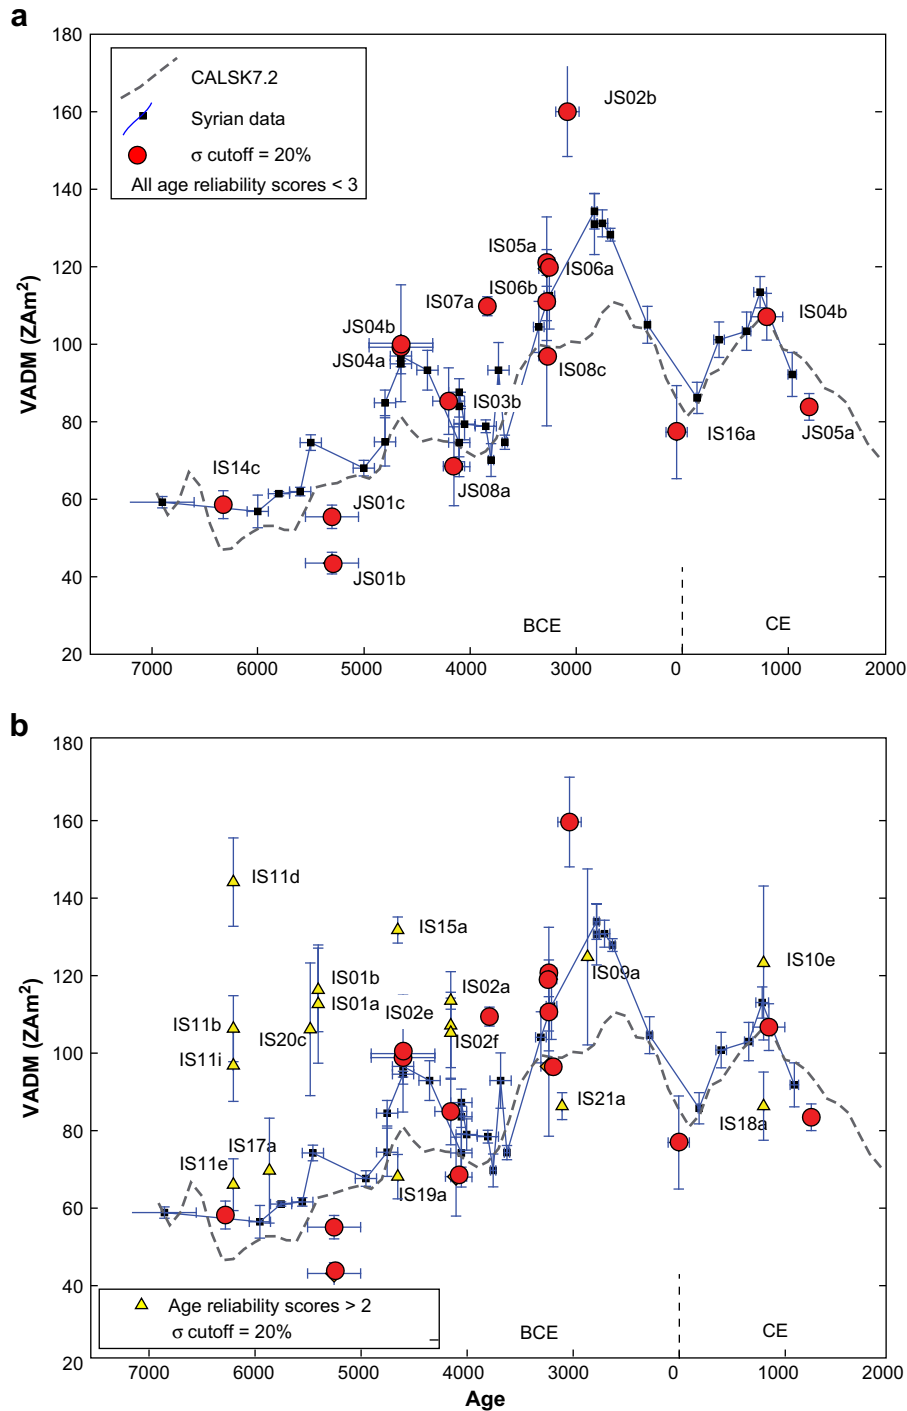 a
180
160
140
120
100
80
60
40
20
VADM (ZAm²)
CALSK7.2
Syrian data
σ cutoff = 20%
All age reliability scores < 3
JS02b
IS05a
IS06a
IS06b
IS07a
JS04b
JS04a
IS08c
IS04b
IS03b
IS16a
JS05a
IS14c
JS01c
JS08a
JS01b
BCE
CE
7000
6000
5000
4000
3000
2000
0
1000
2000
b
180
160
140
120
100
80
60
40
20
VADM (ZAm²)
IS11d
IS15a
IS01b
IS02a
IS09a
IS10e
IS01a
IS02e
IS11b
IS20c
IS02f
IS11i
IS21a
IS18a
IS17a
IS11e
IS19a
Age reliability scores > 2
σ cutoff = 20%
BCE
CE
7000
6000
5000
4000
3000
0
1000
2000
Age